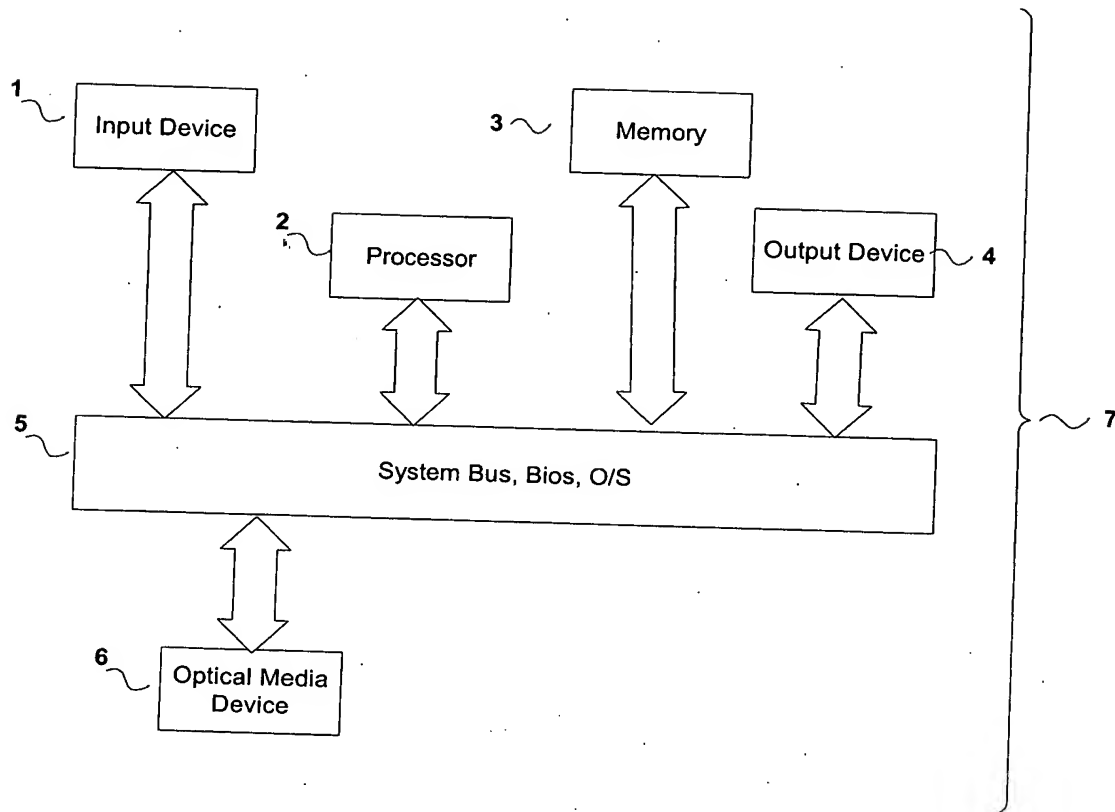 1
Input Device
3
Memory
2
Processor
Output Device
4
5
System Bus, Bios, O/S
7
6
Optical Media
Device